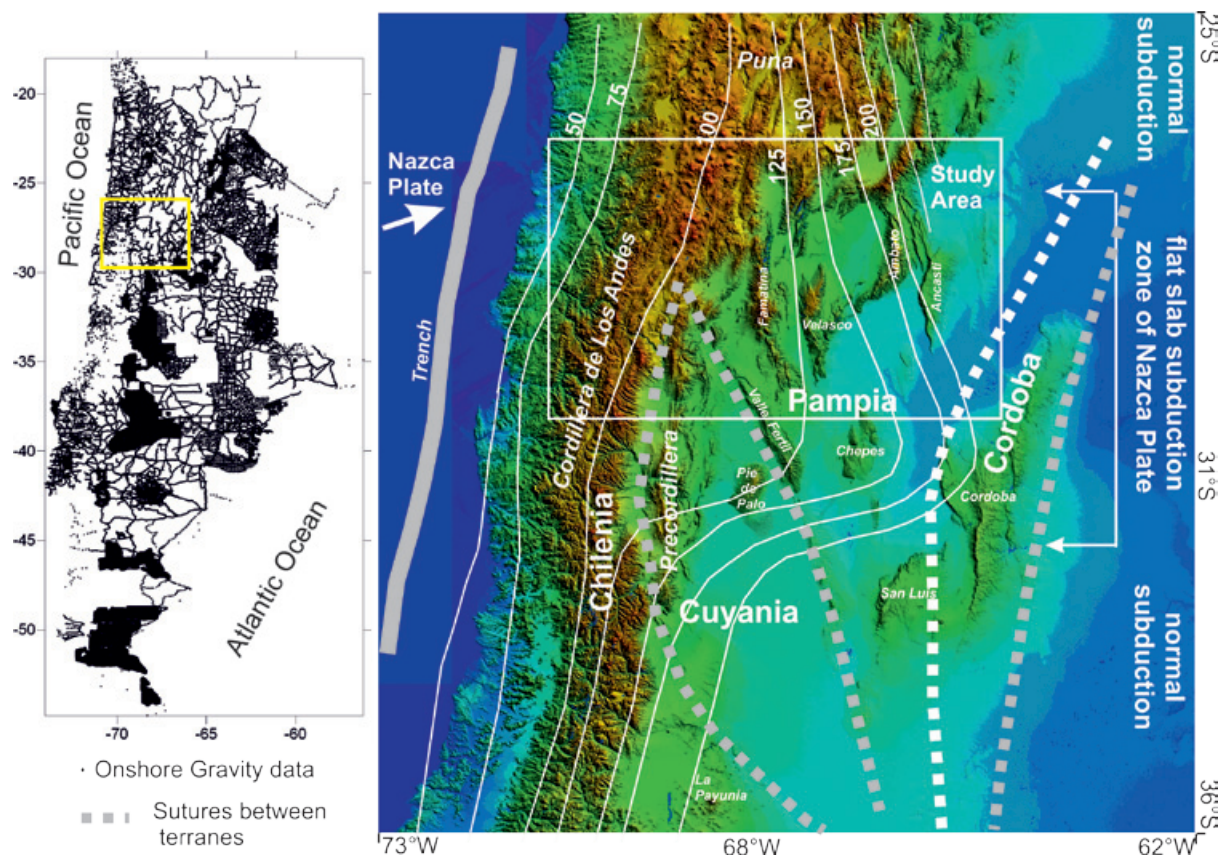 -20
-25
-30
-35
-40
-45
-50
-70
-65
-60
Pacific Ocean
Atlantic Ocean
· Onshore Gravity data
Sutures between
terranes
Nazca
Plate
Trench
50
75
100
125
150
175
200
Puna
Study
Area
Cordillera de Los Andes
Famatina
Velasco
Ambato
Ancasti
Pampia
Valle Fertil
Chepes
Pie
de
Palo
Precordillera
Chilenia
Cuyania
Cordoba
Cordoba
San Luis
La
Payunia
normal
subduction
flat slab subduction
zone of Nazca Plate
normal
subduction
25°S
31°S
36°S
73°W
68°W
62°W